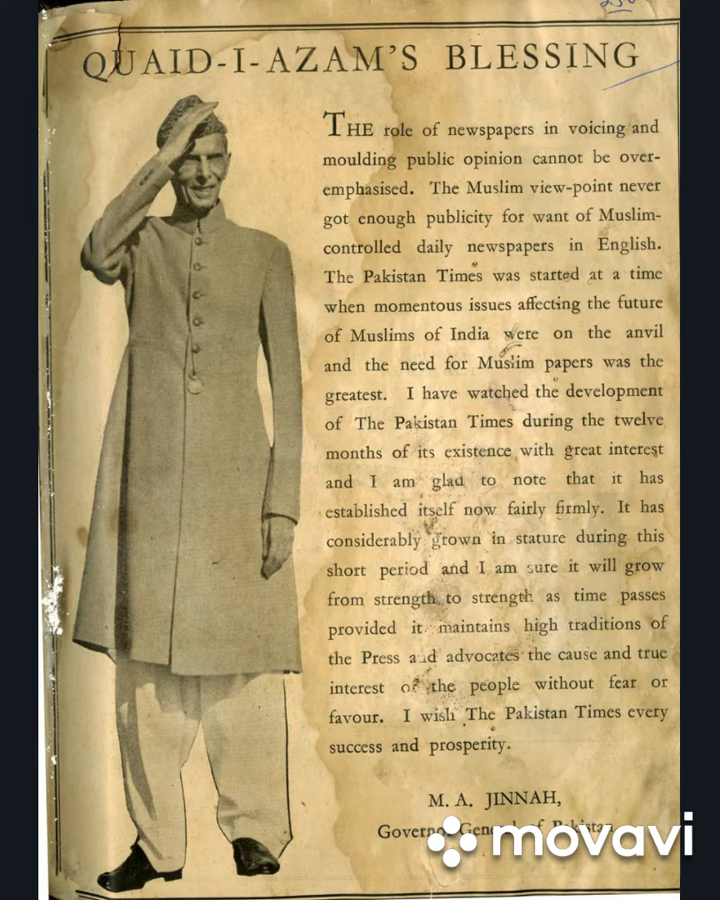 QUAID-I-AZAM'S BLESSING
THE role of newspapers in voicing and
moulding public opinion cannot be over-
emphasised. The Muslim view-point never
got enough publicity for want of Muslim-
controlled daily newspapers in English.
The Pakistan Times was started at a time
when momentous issues affecting the future
of Muslims of India were on the anvil
and the need for Muslim papers was the
greatest. I have watched the development
of The Pakistan Times during the twelve
months of its existence with great interest
and I am glad to note that it has
established itself now fairly firmly. It has
considerably grown in stature during this
short period and I am sure it will grow
from strength to strength as time passes
provided it maintains high traditions of
the Press and advocates the cause and true
interest of the people without fear or
favour. I wish The Pakistan Times every
success and prosperity.
M. A. JINNAH,
Governor-General of Pakistan.
movavi